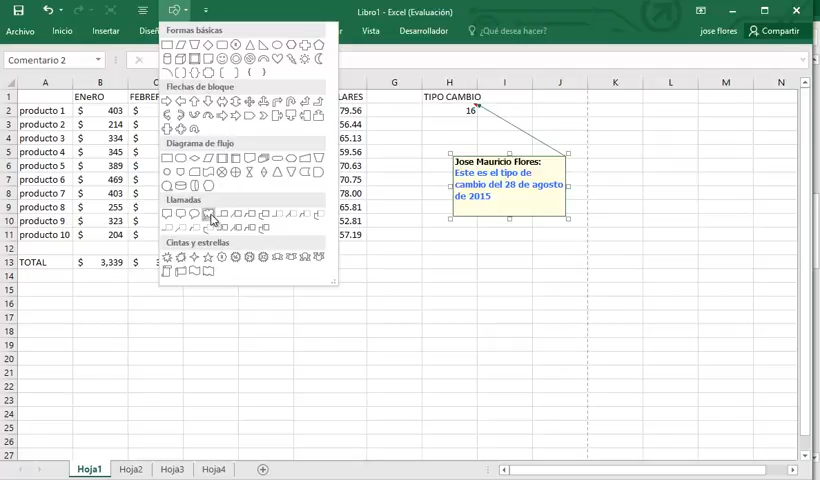 Libro1 - Excel (Evaluación)
Archivo Inicio Insertar Vista Desarrollador ¿Qué desea hacer? jose flores Compartir
Comentario 2
Formas básicas
Flechas de bloque
Diagrama de flujo
Llamadas
Cintas y estrellas
A B C G H I J K L M N
1 ENeRO FEBRER LARES TIPO CAMBIO
2 producto 1 $ 403 $ 79.56 16
3 producto 2 $ 214 $ 56.44
4 producto 3 $ 334 $ 65.13
5 producto 4 $ 345 $ 59.56
6 producto 5 $ 389 $ 70.63
7 producto 6 $ 469 $ 75.00
8 producto 7 $ 403 $ 78.00
9 producto 8 $ 255 $ 61.81
10 producto 9 $ 323 $ 52.81
11 producto 10 $ 204 $ 57.19
12
13 TOTAL $ 3,339 $
14
15
16
17
18
19
20
21
22
23
24
25
26
27
Jose Mauricio Flores:
Este es el tipo de
cambio del 28 de agosto
de 2015
Hoja1 Hoja2 Hoja3 Hoja4